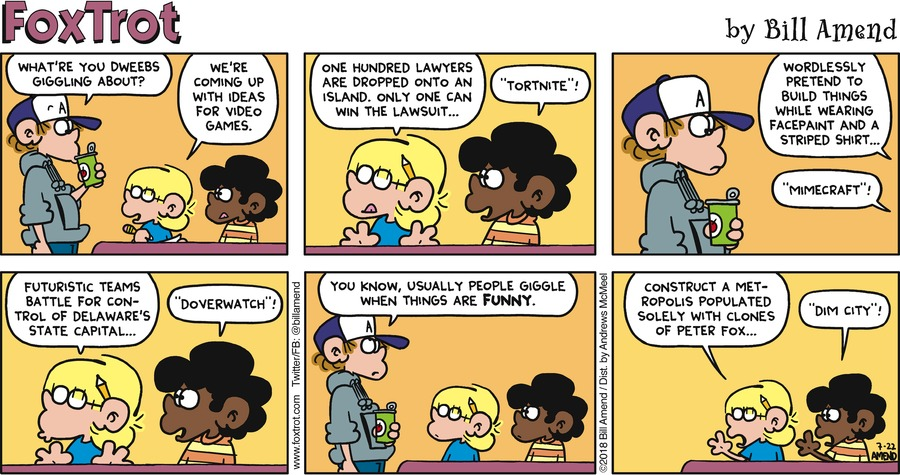 FoxTrot
by Bill Amend
WHAT'RE YOU DWEEBS
GIGGLING ABOUT?
WE'RE
COMING UP
WITH IDEAS
FOR VIDEO
GAMES.
A
ONE HUNDRED LAWYERS
ARE DROPPED ONTO AN
ISLAND. ONLY ONE CAN
WIN THE LAWSUIT...
"TORTNITE"!
WORDLESSLY
PRETEND TO
BUILD THINGS
WHILE WEARING
FACEPAINT AND A
STRIPED SHIRT...
A
"MIMECRAFT"!
FUTURISTIC TEAMS
BATTLE FOR CON-
TROL OF DELAWARE'S
STATE CAPITAL...
"DOVERWATCH"!
www.foxtrot.com Twitter/FB: @billamend
YOU KNOW, USUALLY PEOPLE GIGGLE
WHEN THINGS ARE FUNNY.
A
©2018 Bill Amend / Dist. by Andrews McMeel
CONSTRUCT A MET-
ROPOLIS POPULATED
SOLELY WITH CLONES
OF PETER FOX...
"DIM CITY"!
7-22
AMEND